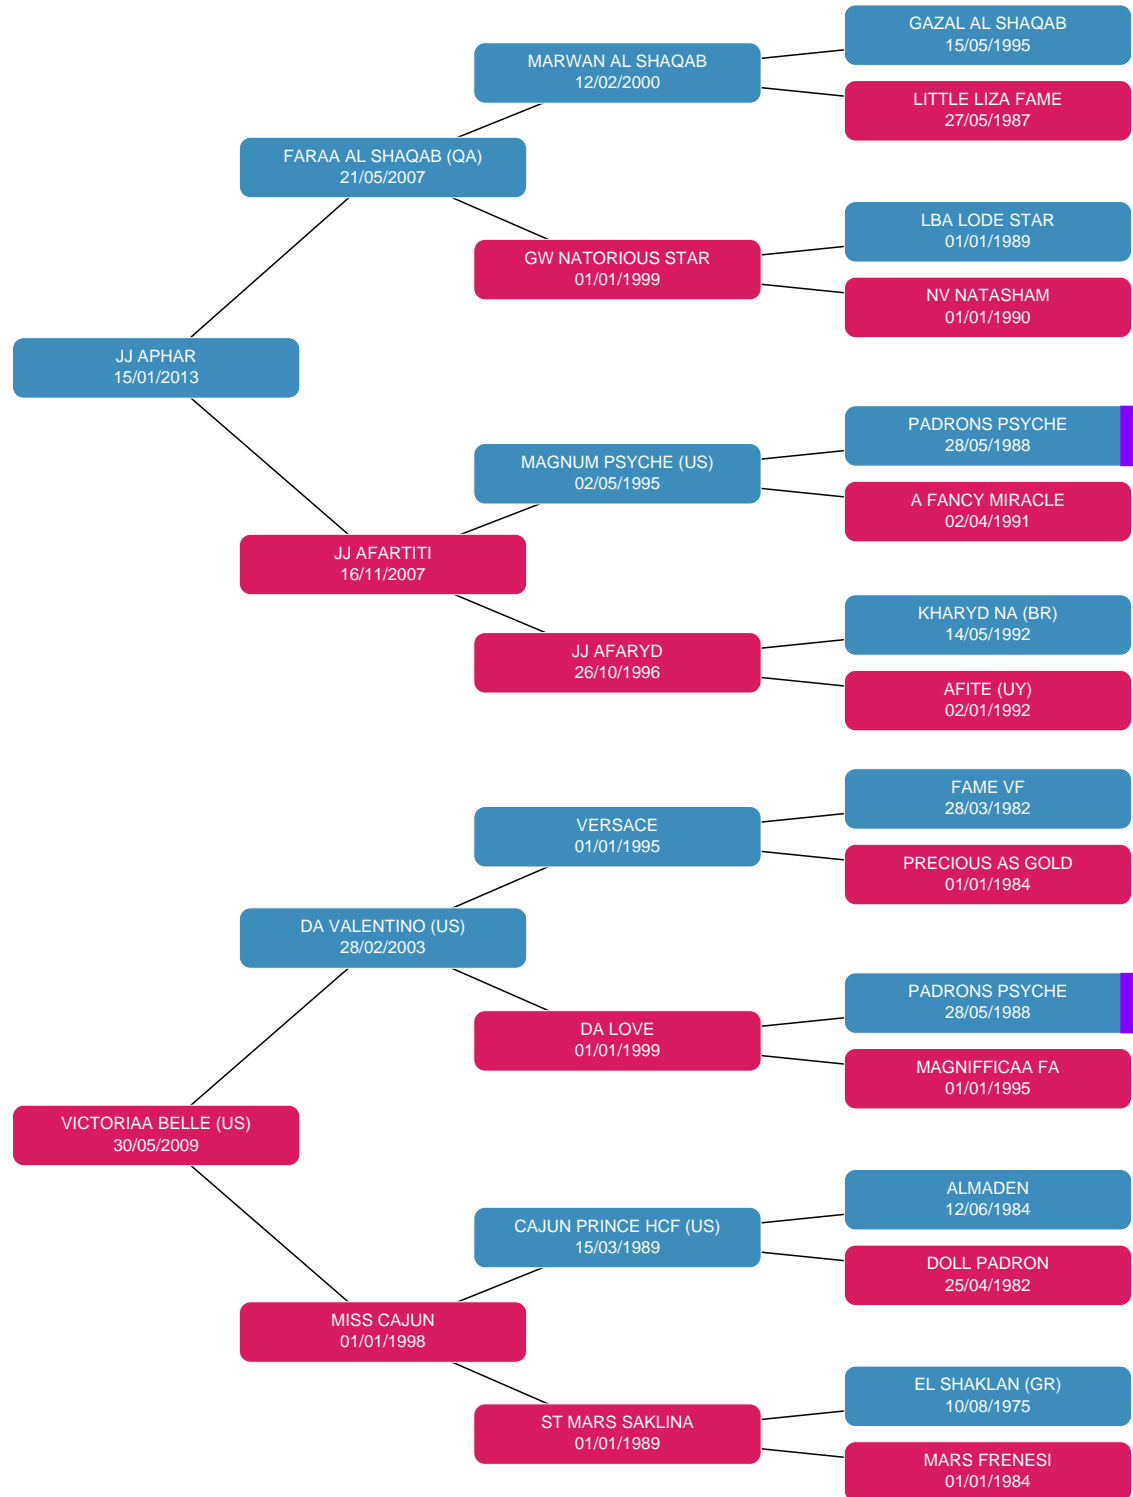 GAZAL AL SHAQAB
15/05/1995
MARWAN AL SHAQAB
12/02/2000
LITTLE LIZA FAME
27/05/1987
FARAA AL SHAQAB (QA)
21/05/2007
LBA LODE STAR
01/01/1989
GW NATORIOUS STAR
01/01/1999
NV NATASHAM
01/01/1990
JJ APHAR
15/01/2013
PADRONS PSYCHE
28/05/1988
MAGNUM PSYCHE (US)
02/05/1995
A FANCY MIRACLE
02/04/1991
JJ AFARTITI
16/11/2007
KHARYD NA (BR)
14/05/1992
JJ AFARYD
26/10/1996
AFITE (UY)
02/01/1992
FAME VF
28/03/1982
VERSACE
01/01/1995
PRECIOUS AS GOLD
01/01/1984
DA VALENTINO (US)
28/02/2003
PADRONS PSYCHE
28/05/1988
DA LOVE
01/01/1999
MAGNIFFICAA FA
01/01/1995
VICTORIAA BELLE (US)
30/05/2009
ALMADEN
12/06/1984
CAJUN PRINCE HCF (US)
15/03/1989
DOLL PADRON
25/04/1982
MISS CAJUN
01/01/1998
EL SHAKLAN (GR)
10/08/1975
ST MARS SAKLINA
01/01/1989
MARS FRENESI
01/01/1984